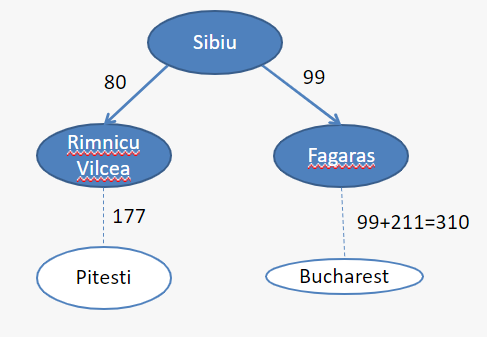 Sibiu
80
99
Rimnicu
Vilcea
Fagaras
177
99+211=310
Pitesti
Bucharest